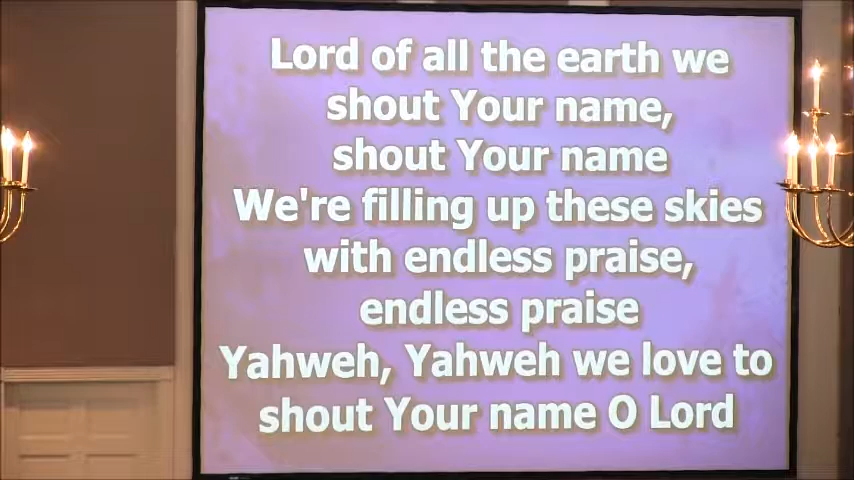 Lord of all the earth we
shout Your name,
shout Your name
We're filling up these skies
with endless praise,
endless praise
Yahweh, Yahweh we love to
shout Your name O Lord